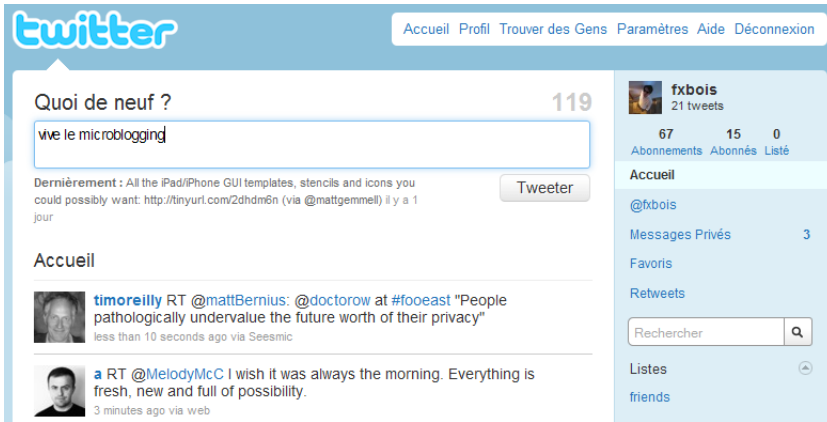 twitter
Accueil Profil Trouver des Gens Paramètres Aide Déconnexion
Quoi de neuf ?
119
vive le microblogging
Dernièrement : All the iPad/iPhone GUI templates, stencils and icons you
could possibly want: http://tinyurl.com/2dhdm6n (via @mattgemmell) il y a 1
jour
Tweeter
Accueil
timoreilly RT @mattBernius: @doctorow at #fooeast "People
pathologically undervalue the future worth of their privacy"
less than 10 seconds ago via Seesmic
a RT @MelodyMcC I wish it was always the morning. Everything is
fresh, new and full of possibility.
3 minutes ago via web
fxbois
21 tweets
67 15 0
Abonnements Abonnés Listé
Accueil
@fxbois
Messages Privés 3
Favoris
Retweets
Rechercher
Listes
friends